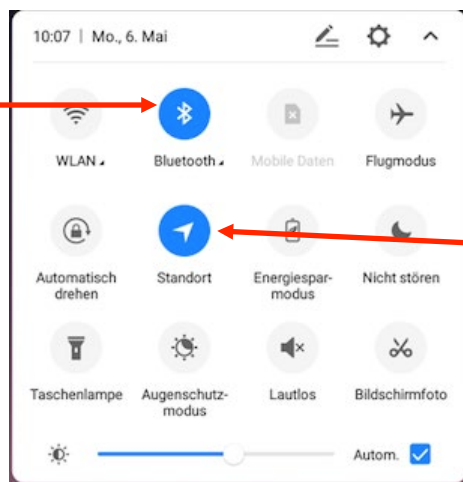 10:07 | Mo., 6. Mai
WLAN Bluetooth Mobile Daten Flugmodus
Automatisch drehen Standort Energiespar-modus Nicht stören
Taschenlampe Augenschutz-modus Lautlos Bildschirmfoto
Autom.